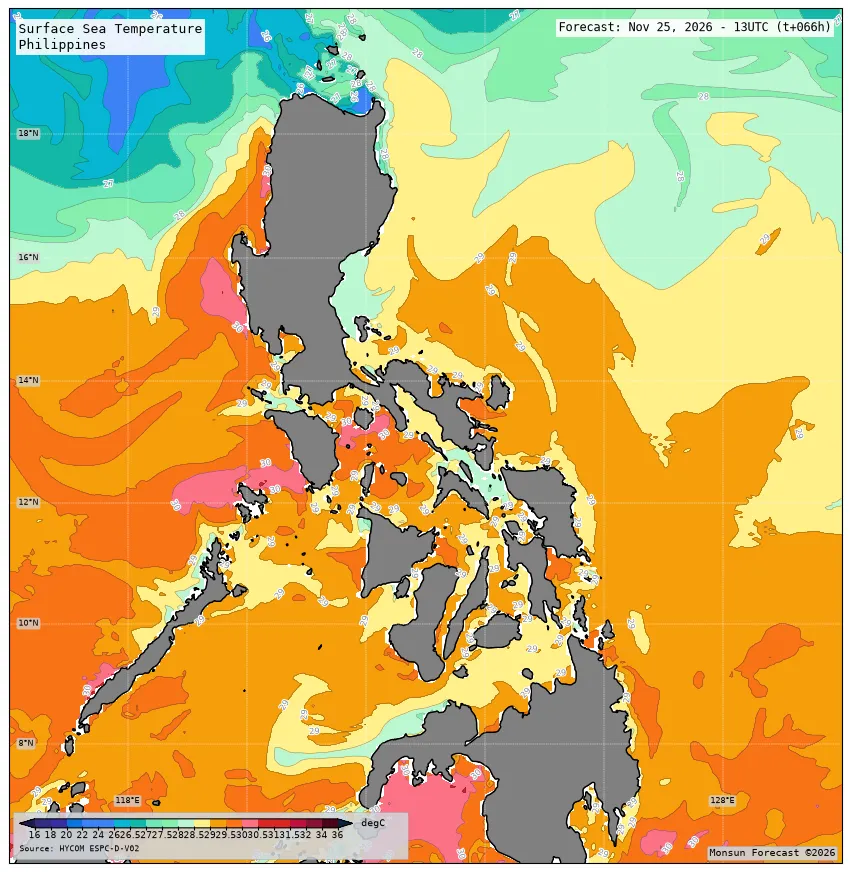 Surface Sea Temperature
Philippines
Forecast: Nov 25, 2026 - 13UTC (t+066h)
18°N
16°N
14°N
12°N
10°N
8°N
118°E
128°E
16 18 20 22 24 26 26.5 27 27.5 28 28.5 29 29.5 30 30.5 31 31.5 32 34 36 degC
Source: HYCOM ESPC-D-V02
Monsun Forecast ©2026